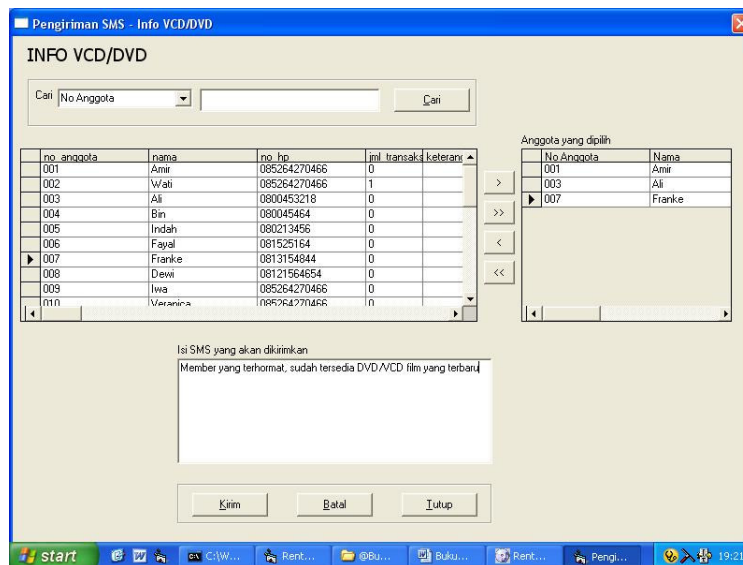 Pengiriman SMS - Info VCD/DVD
INFO VCD/DVD
Cari No Anggota Cari
Anggota yang dipilih
no_anggota nama no_hp jml_transaks keteran
001 Amir 085264270466 0
002 Wati 085264270466 1
003 Ali 0800453218 0
004 Bin 080045464 0
005 Indah 080213456 0
006 Fayal 081525164 0
007 Franke 0813154844 0
008 Dewi 08121564654 0
009 Iwa 085264270466 0
010 Veranica 085264270466 0
> 
>>
<
<<
No Anggota Nama
001 Amir
003 Ali
007 Franke
Isi SMS yang akan dikirimkan
Member yang terhormat, sudah tersedia DVD/VCD film yang terbaru
Kirim Batal Tutup
start C:\W... Rent... @Bu... Buku... Rent... Pengi... 19:21